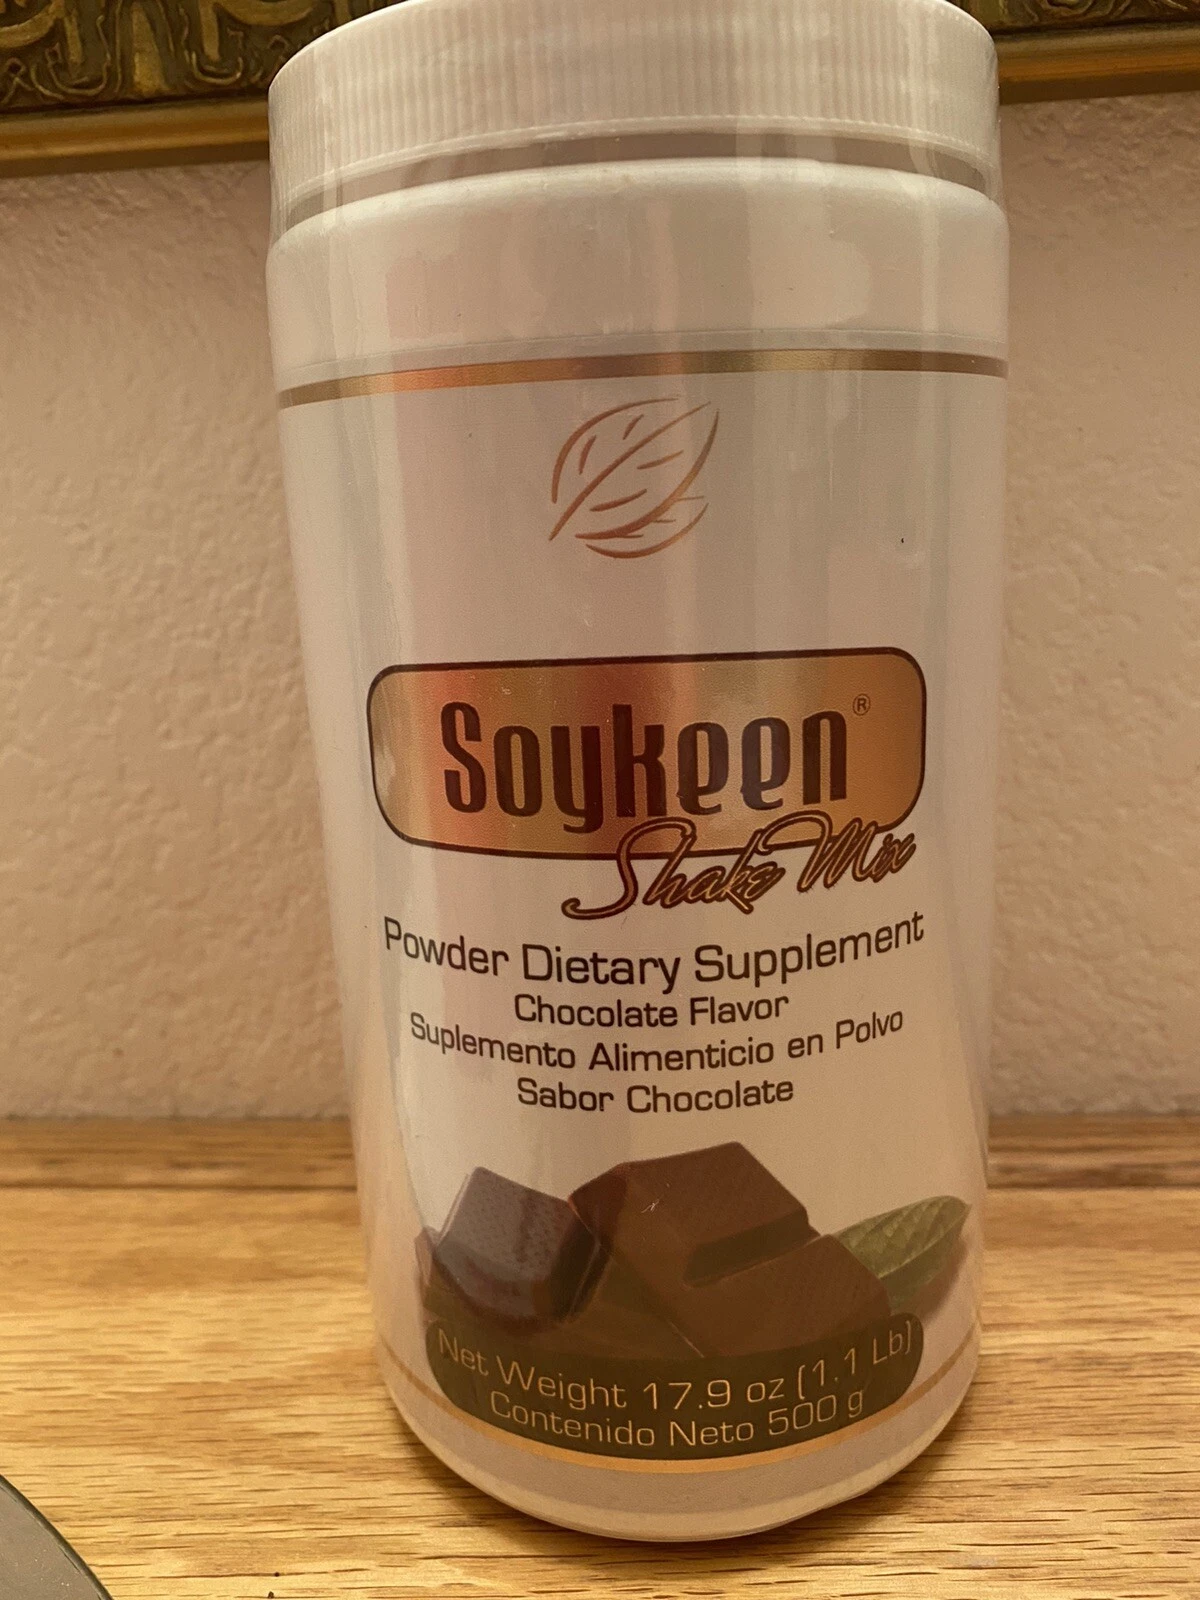 Soykeen®
Shake Mix
Powder Dietary Supplement
Chocolate Flavor
Suplemento Alimenticio en Polvo
Sabor Chocolate
Net Weight 17.9 oz (1.1 Lb)
Contenido Neto 500 g